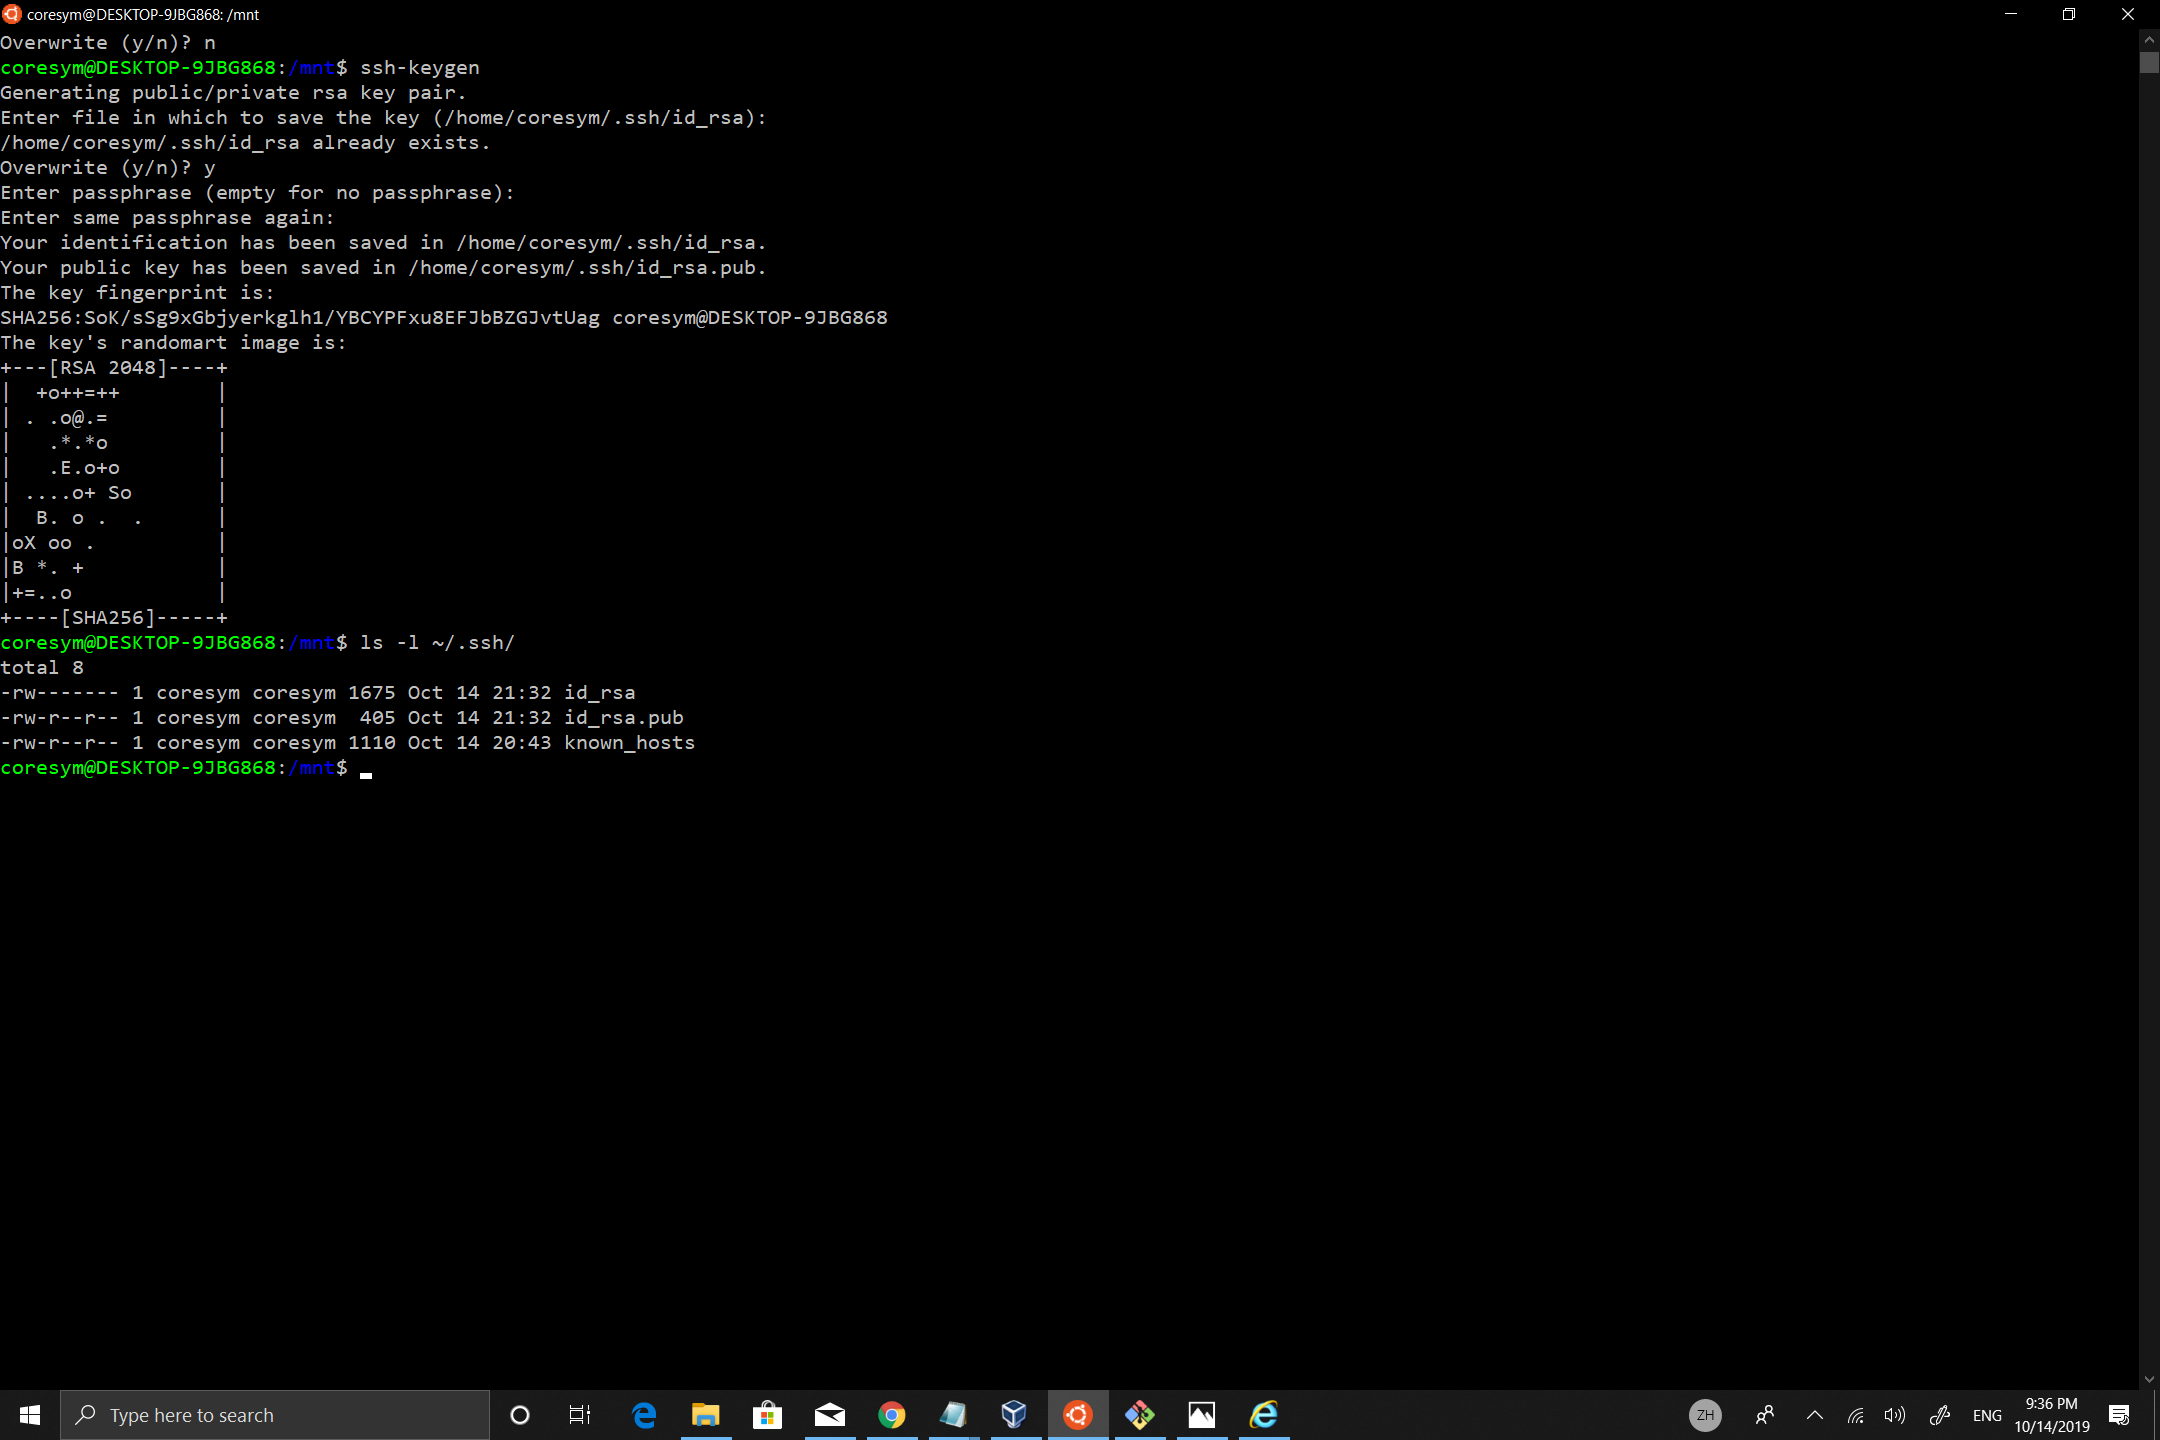 coresym@DESKTOP-9JBG868: /mnt
Overwrite (y/n)? n
coresym@DESKTOP-9JBG868:/mnt$ ssh-keygen
Generating public/private rsa key pair.
Enter file in which to save the key (/home/coresym/.ssh/id_rsa):
/home/coresym/.ssh/id_rsa already exists.
Overwrite (y/n)? y
Enter passphrase (empty for no passphrase):
Enter same passphrase again:
Your identification has been saved in /home/coresym/.ssh/id_rsa.
Your public key has been saved in /home/coresym/.ssh/id_rsa.pub.
The key fingerprint is:
SHA256:SoK/sSg9xGbjyerkglh1/YBCYPFxu8EFJbBZGJvtUag coresym@DESKTOP-9JBG868
The key's randomart image is:
+---[RSA 2048]----+
|  +o++=++        |
| . .o@.=         |
|   .*.*o         |
|   .E.o+o        |
| ....o+ So       |
|  B. o .  .      |
|oX oo .          |
|B *. +           |
|+=..o            |
+----[SHA256]-----+
coresym@DESKTOP-9JBG868:/mnt$ ls -l ~/.ssh/
total 8
-rw------- 1 coresym coresym 1675 Oct 14 21:32 id_rsa
-rw-r--r-- 1 coresym coresym  405 Oct 14 21:32 id_rsa.pub
-rw-r--r-- 1 coresym coresym 1110 Oct 14 20:43 known_hosts
coresym@DESKTOP-9JBG868:/mnt$
Type here to search
ZH
ENG
9:36 PM
10/14/2019